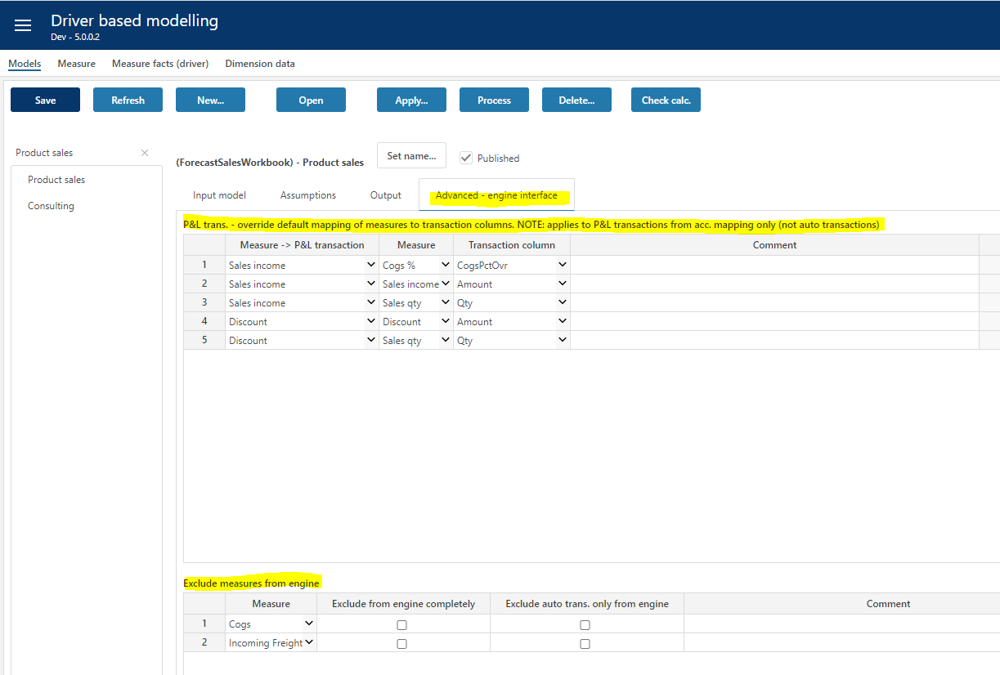 Driver based modelling
Dev - 5.0.0.2
Models Measure Measure facts (driver) Dimension data
Save Refresh New... Open Apply... Process Delete... Check calc.
Product sales
Product sales
Consulting
(ForecastSalesWorkbook) - Product sales Set name... Published
Input model Assumptions Output Advanced - engine interface
P&L trans. - override default mapping of measures to transaction columns. NOTE: applies to P&L transactions from acc. mapping only (not auto transactions)
Measure -> P&L transaction Measure Transaction column Comment
1 Sales income Cogs % CogsPctOvr
2 Sales income Sales income Amount
3 Sales income Sales qty Qty
4 Discount Discount Amount
5 Discount Sales qty Qty
Exclude measures from engine
Measure Exclude from engine completely Exclude auto trans. only from engine Comment
1 Cogs
2 Incoming Freight